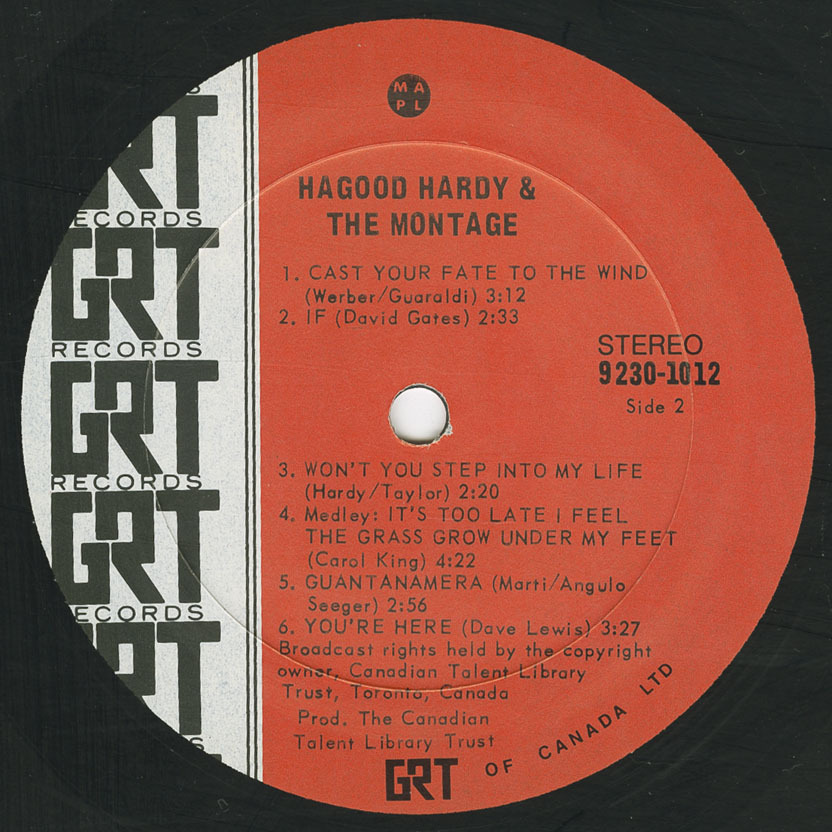 MA
PL
HAGOOD HARDY &
THE MONTAGE
1. CAST YOUR FATE TO THE WIND
(Werber/Guaraldi) 3:12
2. IF (David Gates) 2:33
STEREO
9230-1012
Side 2
3. WON'T YOU STEP INTO MY LIFE
(Hardy/Taylor) 2:20
4. Medley: IT'S TOO LATE I FEEL
THE GRASS GROW UNDER MY FEET
(Carol King) 4:22
5. GUANTANAMERA (Marti/Angulo
Seeger) 2:56
6. YOU'RE HERE (Dave Lewis) 3:27
Broadcast rights held by the copyright
owner, Canadian Talent Library
Trust, Toronto, Canada
Prod. The Canadian
Talent Library Trust
GRT OF CANADA LTD
S
RT
ECORDS
GRT
RECORDS
GRT
RECORDS
GRT
ECORDS
RT
S